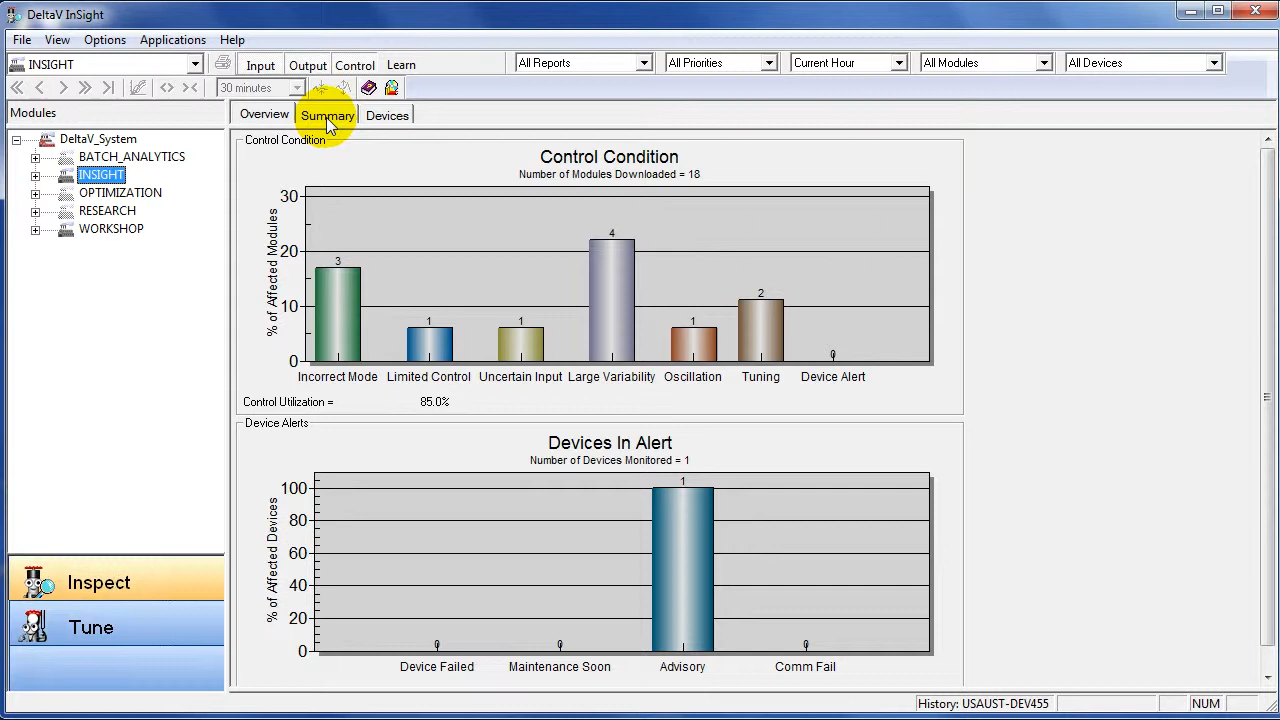 DeltaV InSight
File View Options Applications Help
INSIGHT Input Output Control Learn All Reports All Priorities Current Hour All Modules All Devices
30 minutes
Modules
DeltaV_System
BATCH_ANALYTICS
INSIGHT
OPTIMIZATION
RESEARCH
WORKSHOP
Inspect
Tune
Overview Summary Devices
Control Condition
Control Condition
Number of Modules Downloaded = 18
% of Affected Modules
30
20
10
0
3 1 1 4 1 2 0
Incorrect Mode Limited Control Uncertain Input Large Variability Oscillation Tuning Device Alert
Control Utilization = 85.0%
Device Alerts
Devices In Alert
Number of Devices Monitored = 1
% of Affected Devices
100
80
60
40
20
0
0 0 1 0
Device Failed Maintenance Soon Advisory Comm Fail
History: USAUST-DEV455 NUM